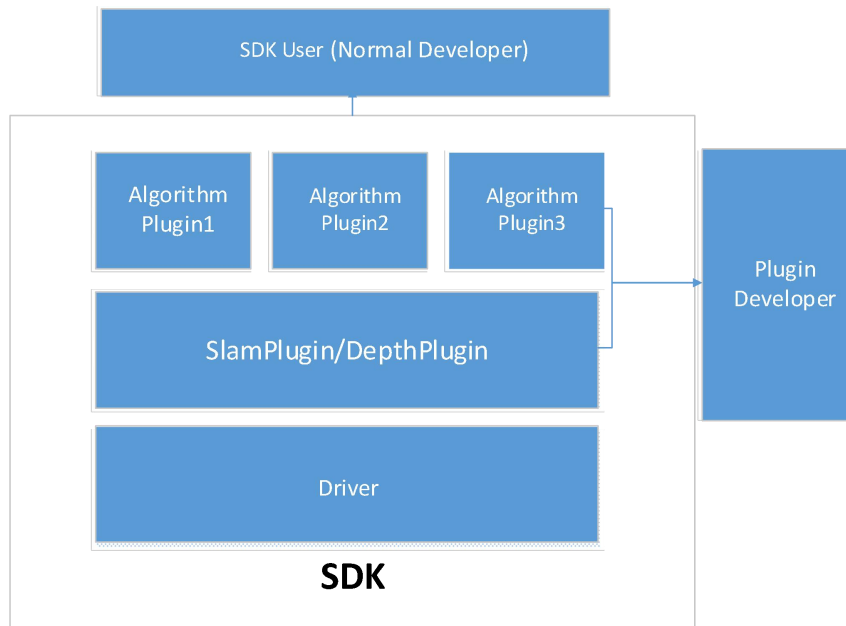 SDK User (Normal Developer)
Algorithm
Plugin1
Algorithm
Plugin2
Algorithm
Plugin3
Plugin
Developer
SlamPlugin/DepthPlugin
Driver
SDK